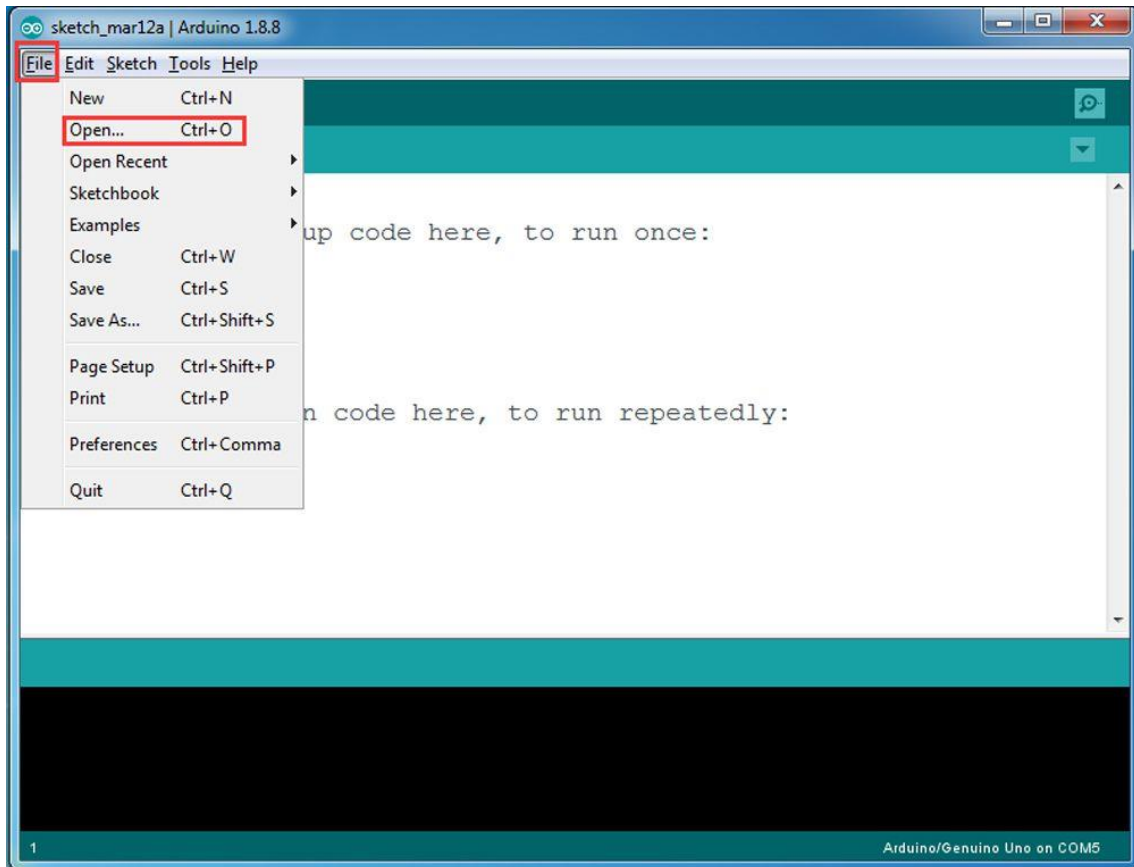 sketch_mar12a | Arduino 1.8.8
File Edit Sketch Tools Help
New Ctrl+N
Open... Ctrl+O
Open Recent
Sketchbook
Examples
up code here, to run once:
Close Ctrl+W
Save Ctrl+S
Save As... Ctrl+Shift+S
Page Setup Ctrl+Shift+P
Print Ctrl+P
n code here, to run repeatedly:
Preferences Ctrl+Comma
Quit Ctrl+Q
1 Arduino/Genuino Uno on COM5